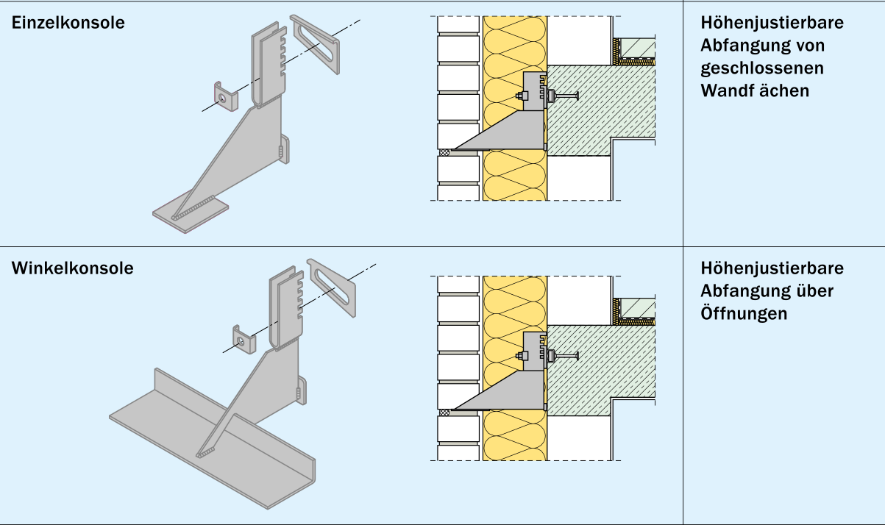 Einzelkonsole
Höhenjustierbare
Abfangung von
geschlossenen
Wandf ächen
Winkelkonsole
Höhenjustierbare
Abfangung über
Öffnungen